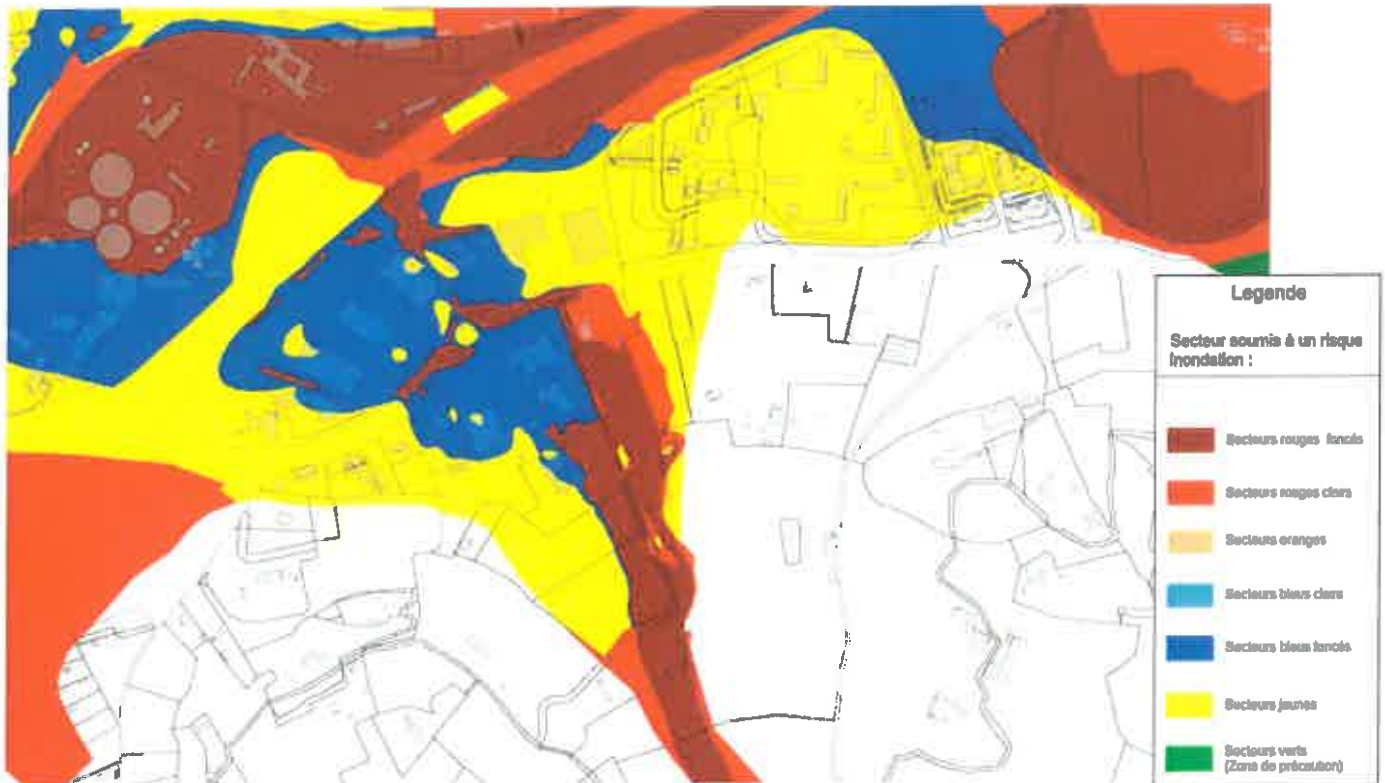 Legende
Secteur soumis à un risque
Inondation :
Secteurs rouges foncés
Secteurs rouges clairs
Secteurs oranges
Secteurs bleus clairs
Secteurs bleus foncés
Secteurs jaunes
Secteurs verts
(Zone de précaution)